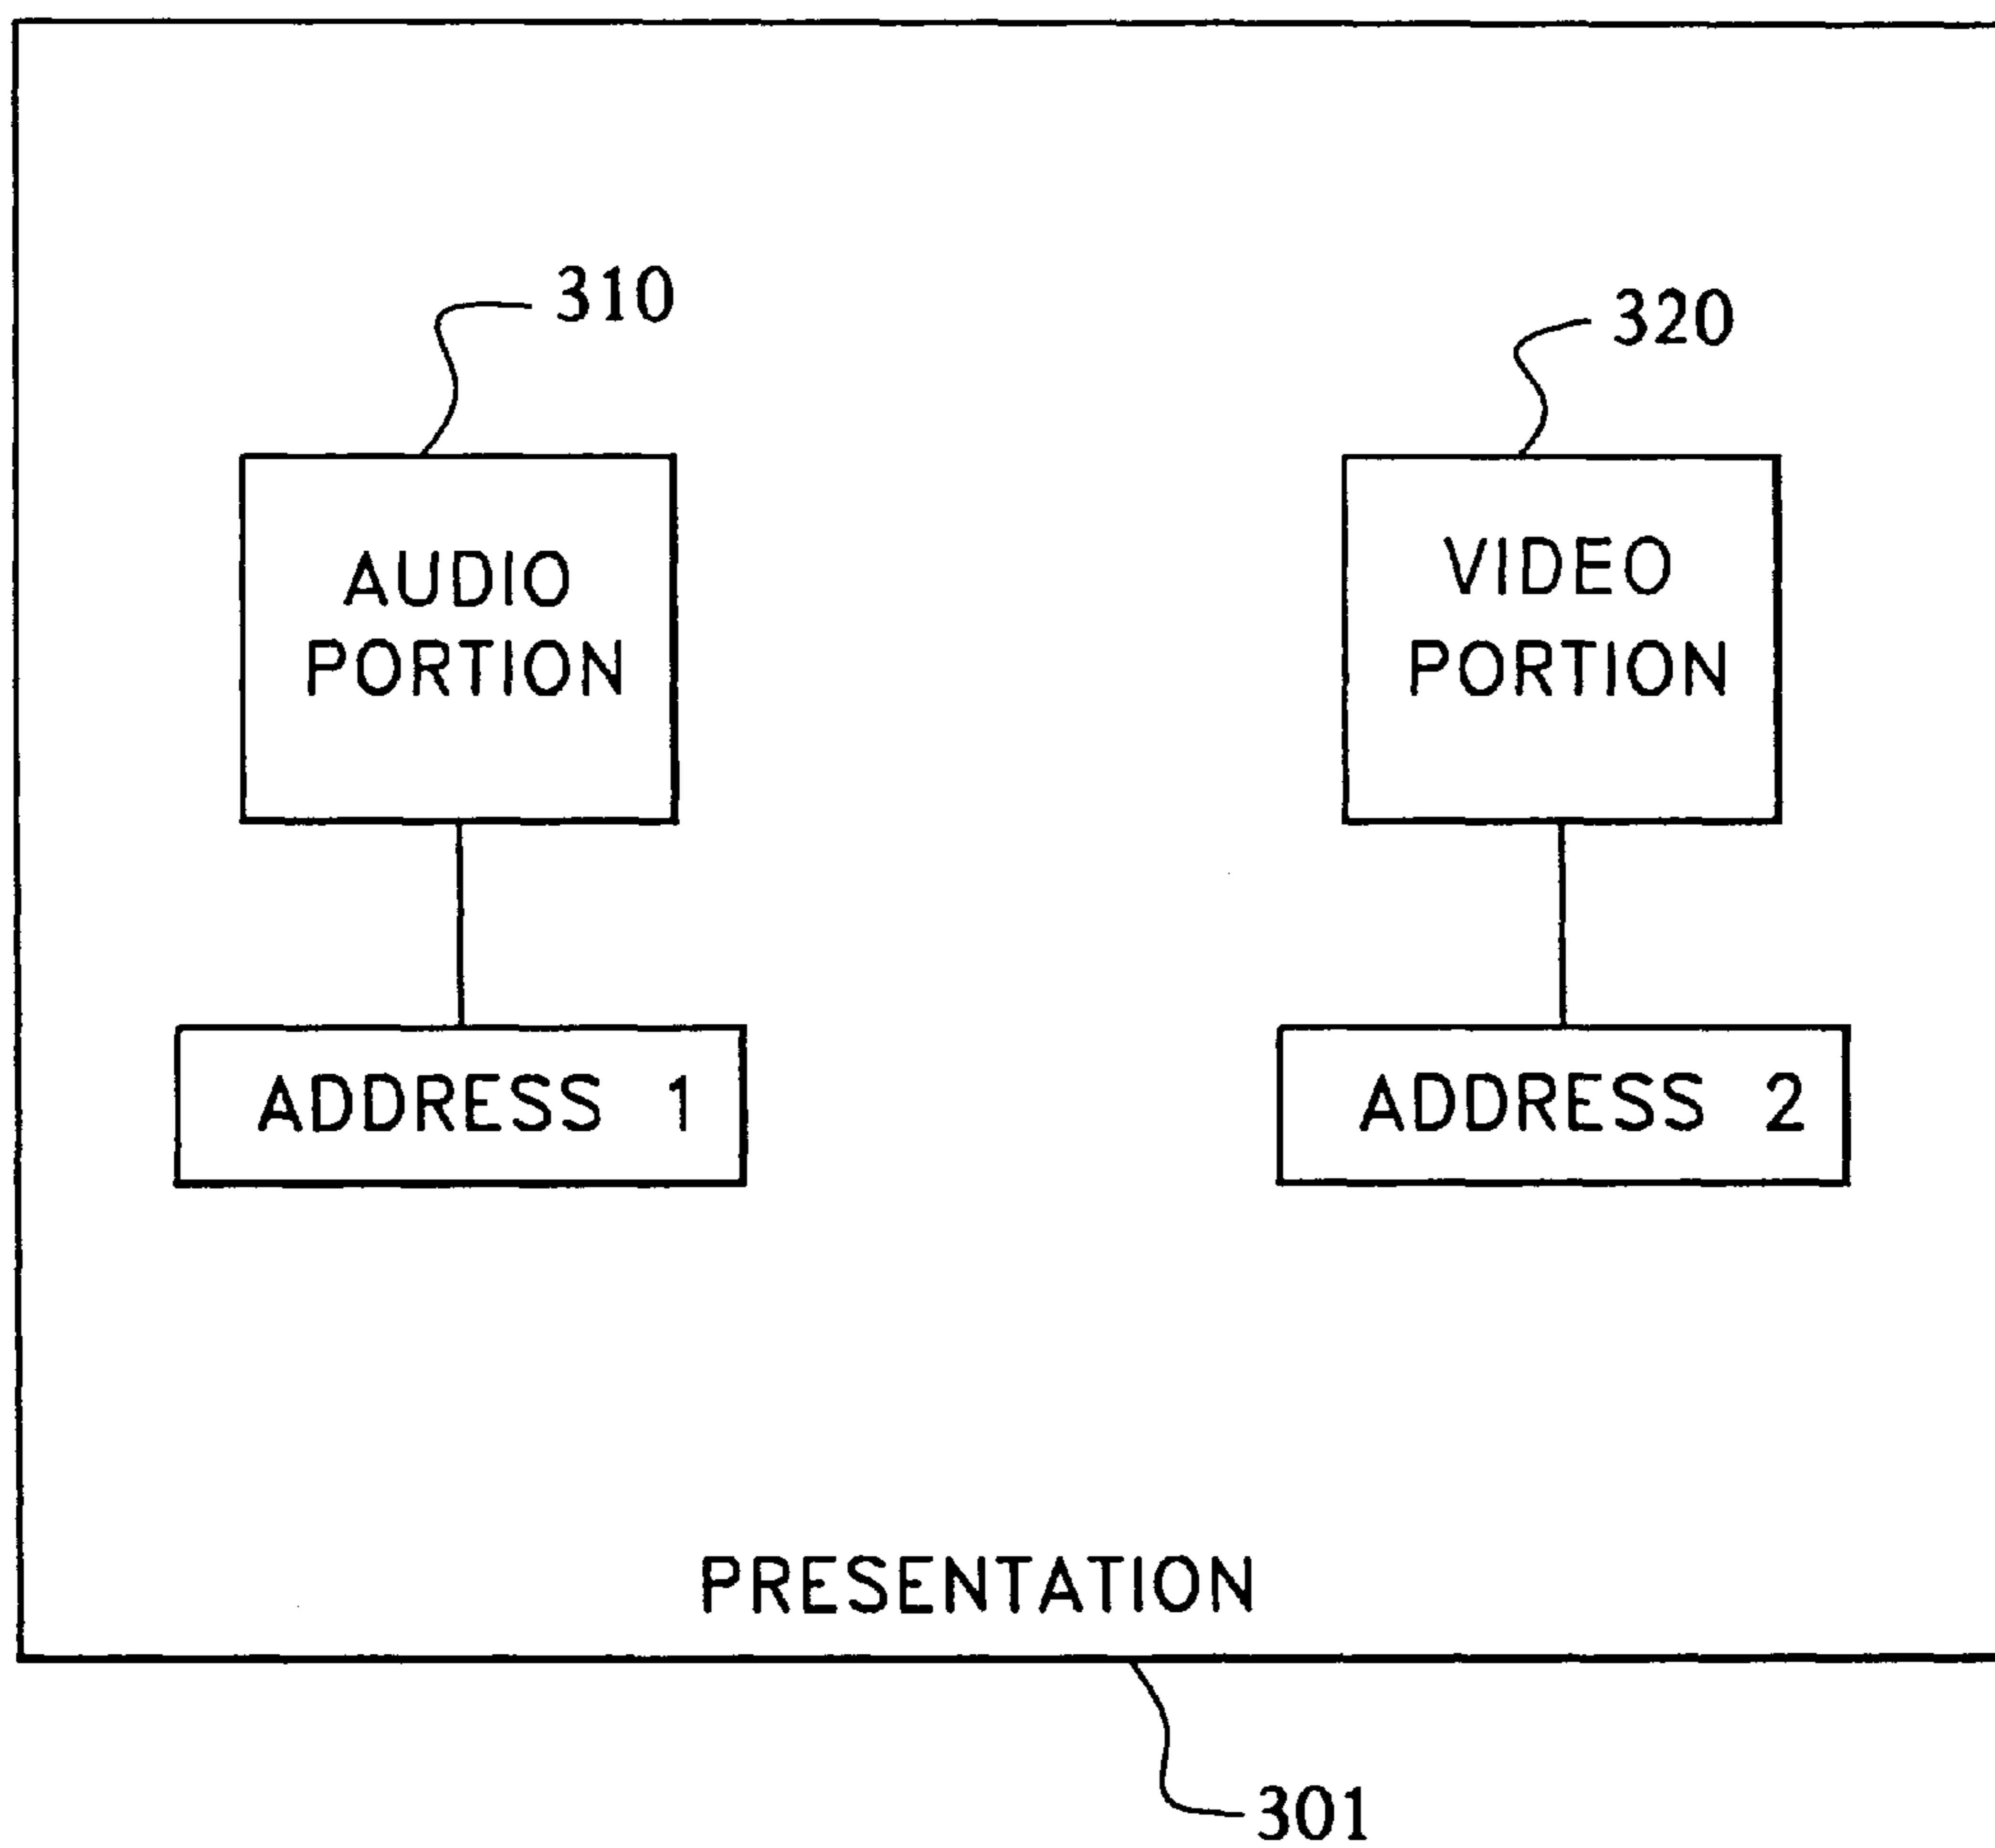 310
320
AUDIO
PORTION
VIDEO
PORTION
ADDRESS 1
ADDRESS 2
PRESENTATION
301